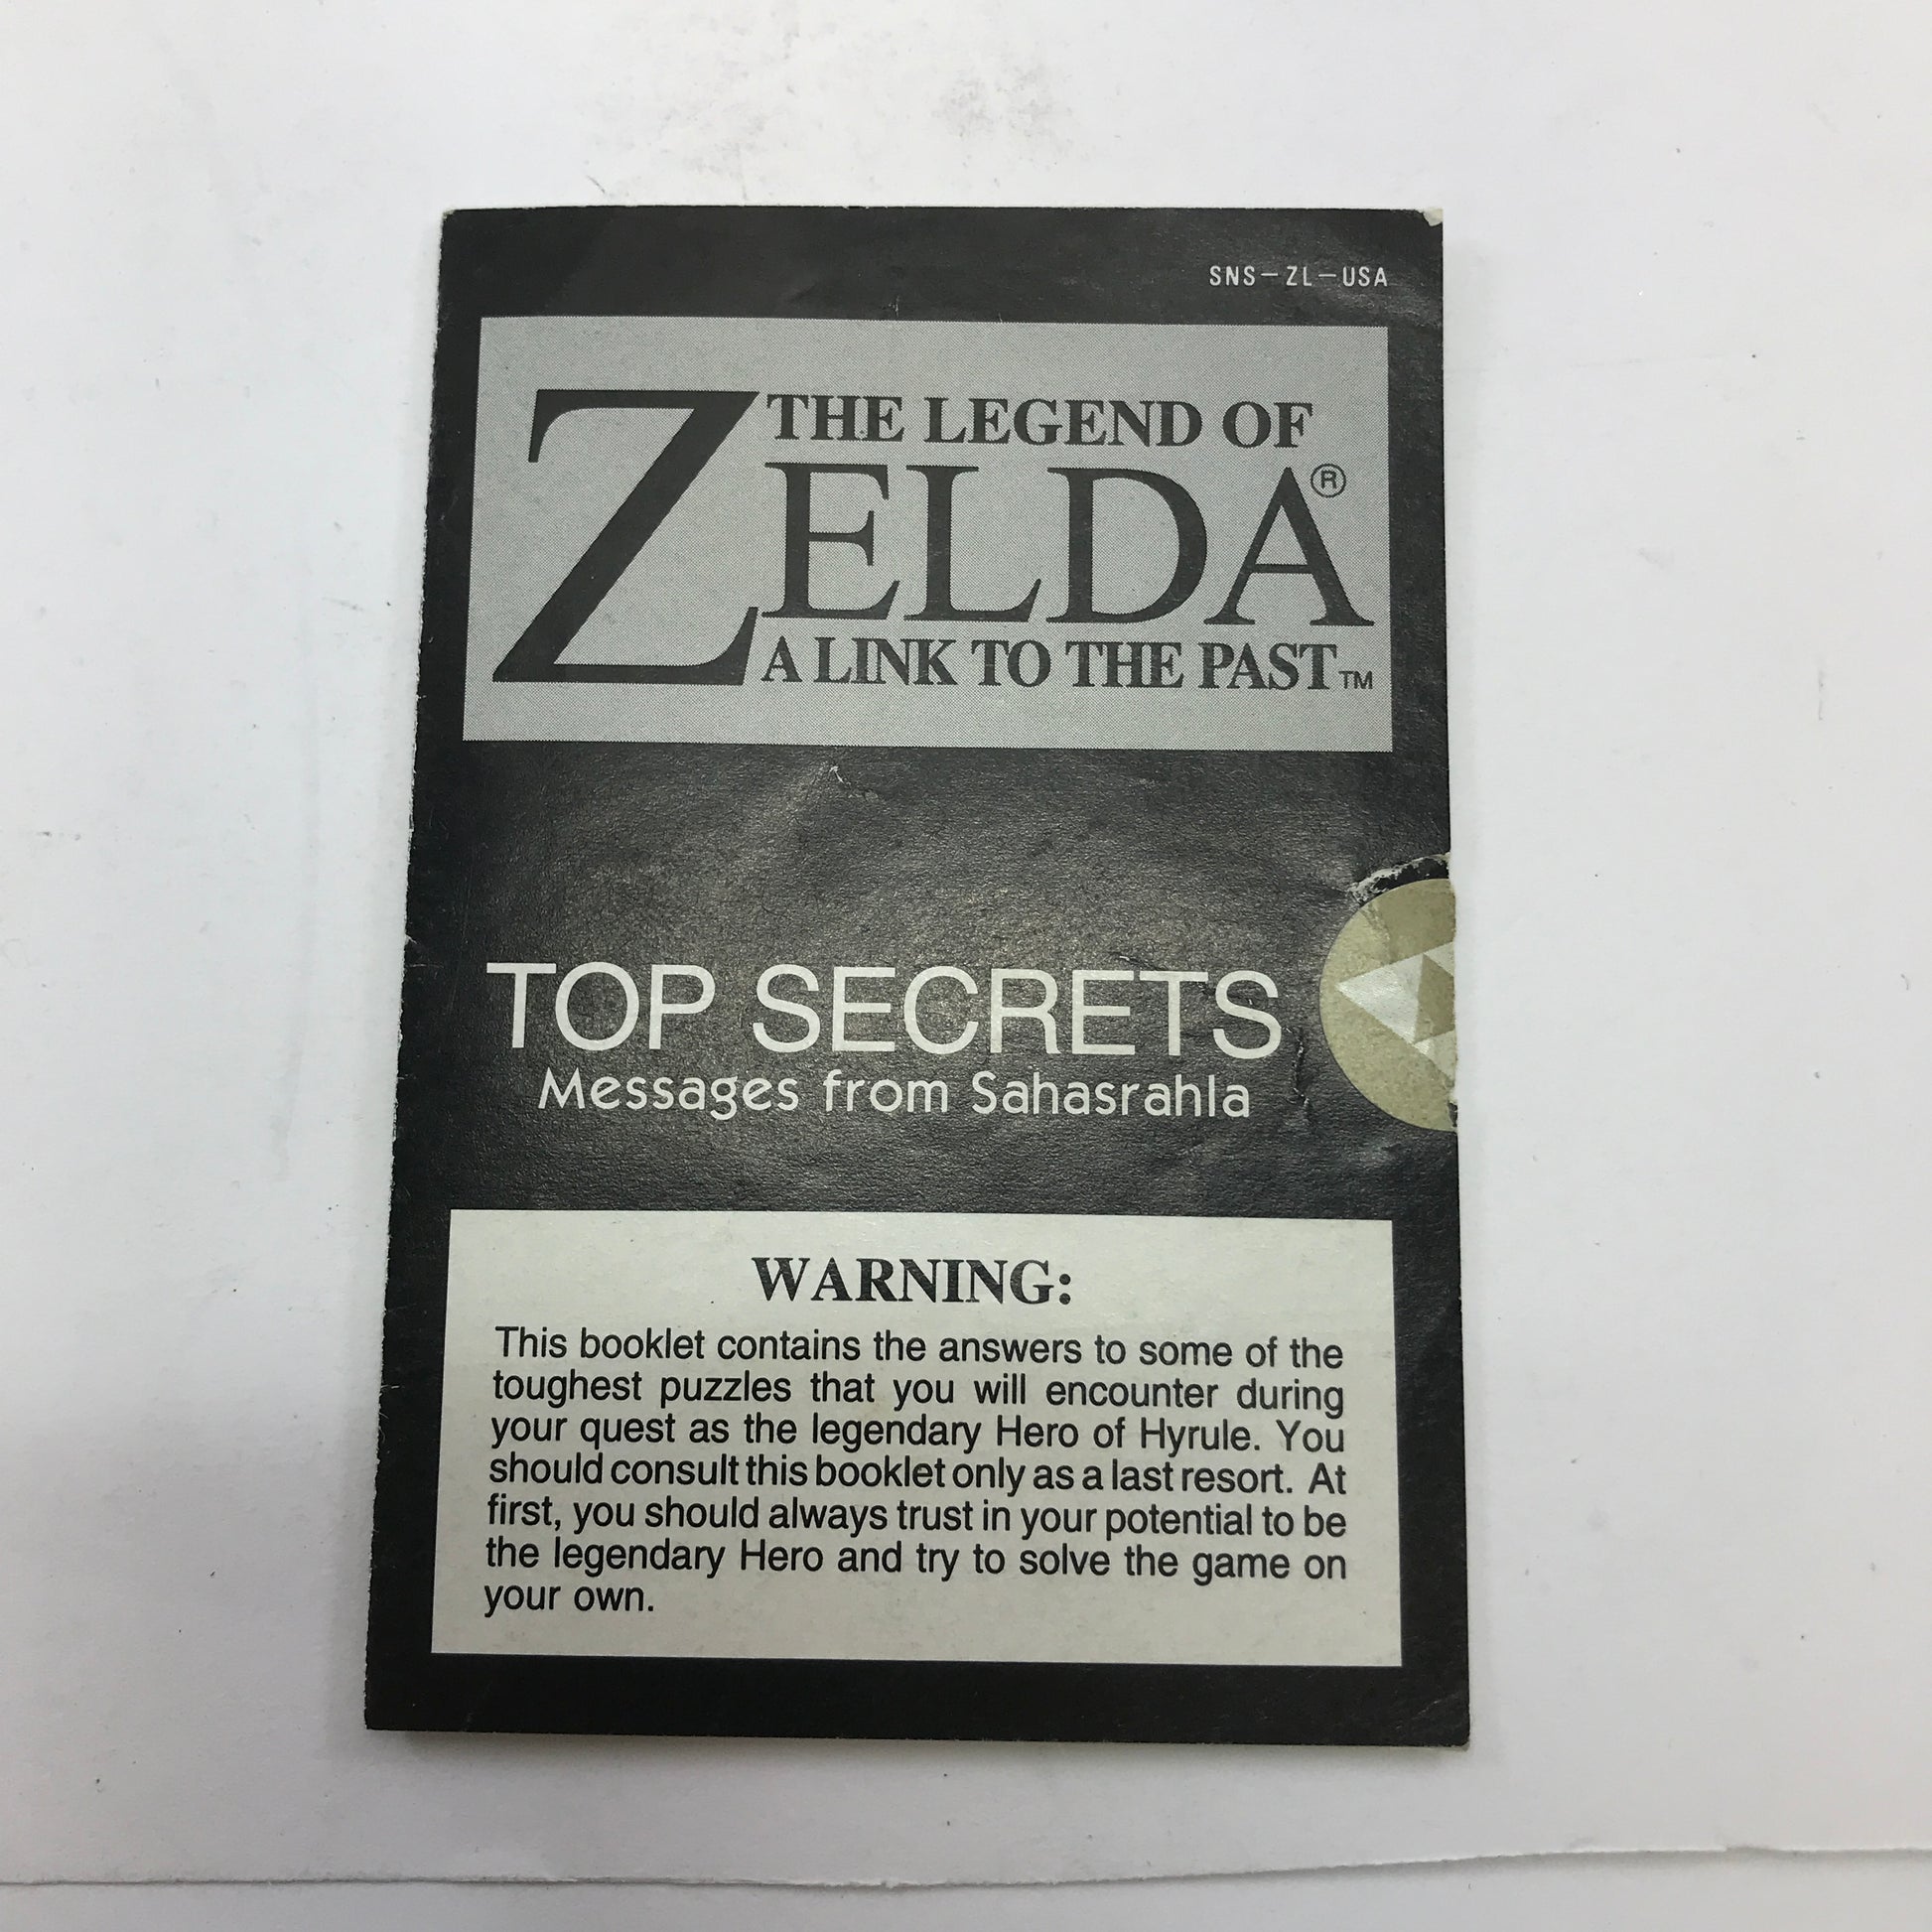 SNS-ZL-USA
THE LEGEND OF
ZELDA®
A LINK TO THE PAST™
TOP SECRETS
Messages from Sahasrahla
WARNING:
This booklet contains the answers to some of the
toughest puzzles that you will encounter during
your quest as the legendary Hero of Hyrule. You
should consult this booklet only as a last resort. At
first, you should always trust in your potential to be
the legendary Hero and try to solve the game on
your own.